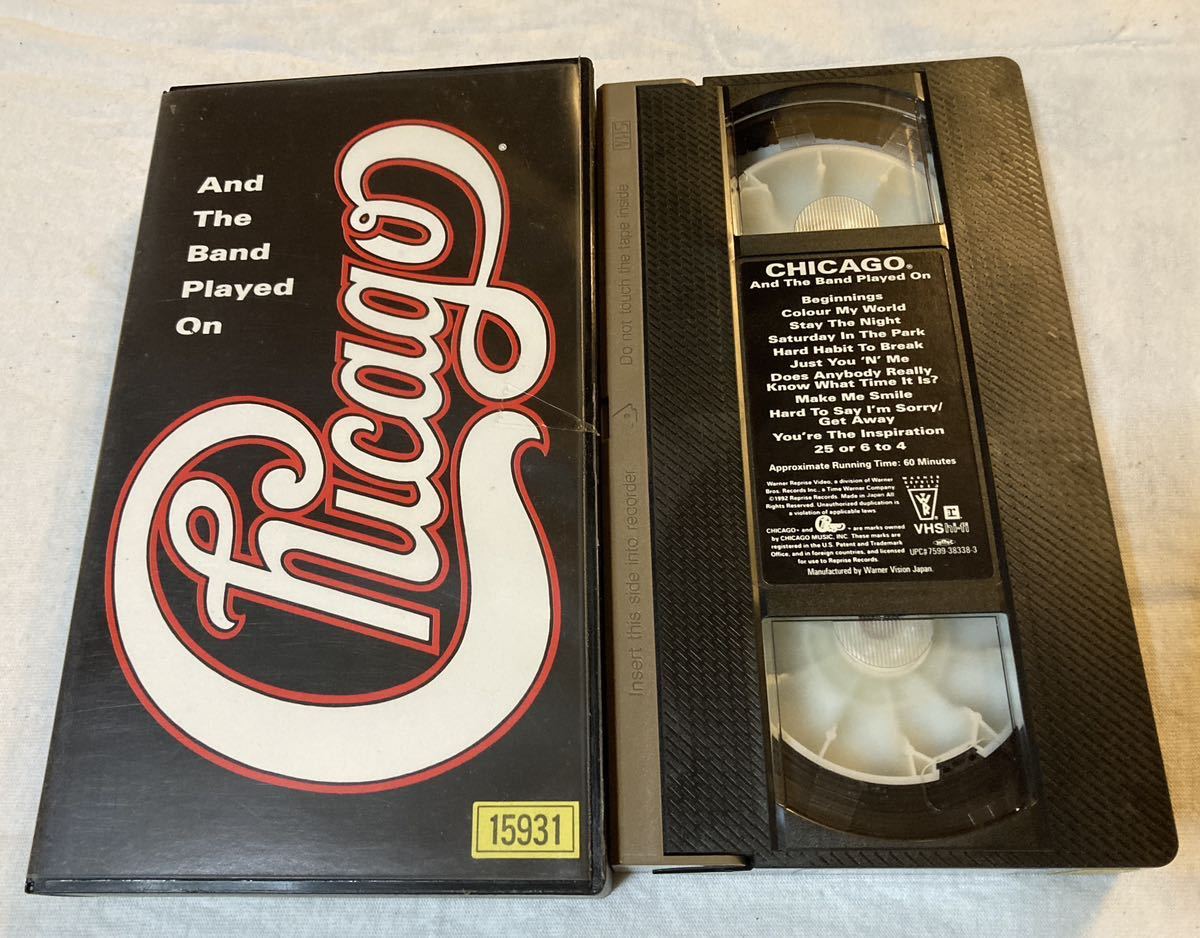 And
The
Band
Played
On
Chicago
®
15931
VHS
Do not touch the tape inside
Insert this side into recorder
CHICAGO®
And The Band Played On
Beginnings
Colour My World
Stay The Night
Saturday In The Park
Hard Habit To Break
Just You 'N' Me
Does Anybody Really
Know What Time It Is?
Make Me Smile
Hard To Say I'm Sorry/
Get Away
You're The Inspiration
25 or 6 to 4
Approximate Running Time: 60 Minutes
Warner Reprise Video, a division of Warner
Bros. Records Inc., a Time Warner Company
©1992 Reprise Records. Made in Japan All
Rights Reserved. Unauthorized duplication is
a violation of applicable laws.
WARNER
REPRISE
VIDEO
VHS hi-fi
CHICAGO® and Chicago® are marks owned
by CHICAGO MUSIC, INC These marks are
registered in the U.S. Patent and Trademark
Office, and in foreign countries, and licensed
for use to Reprise Records.
UPC# 7599-38338-3
Manufactured by Warner Vision Japan.